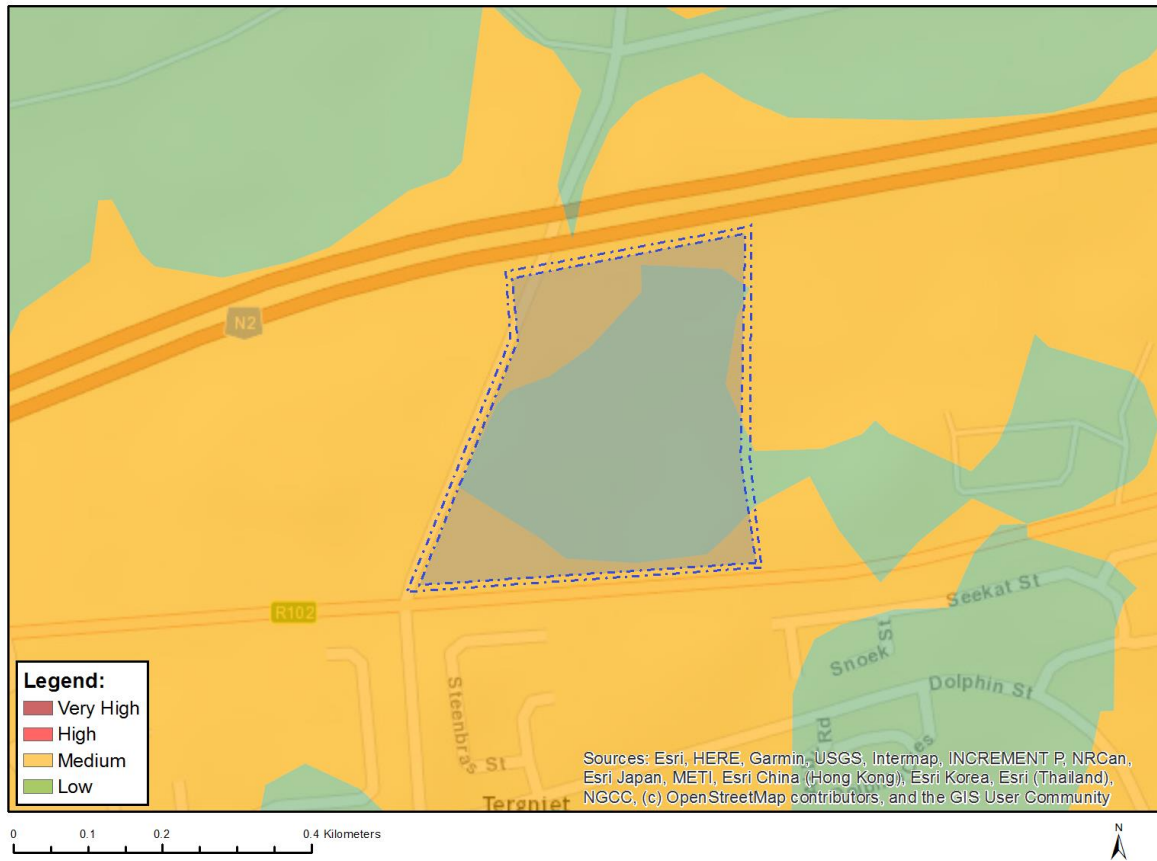 N2
R102
Seekat St
Snoek St
Dolphin St
Steenbras St
Rd
es
Tergniet
Legend:
Very High
High
Medium
Low
Sources: Esri, HERE, Garmin, USGS, Intermap, INCREMENT P, NRCan,
Esri Japan, METI, Esri China (Hong Kong), Esri Korea, Esri (Thailand),
NGCC, (c) OpenStreetMap contributors, and the GIS User Community
0 0.1 0.2 0.4 Kilometers
N